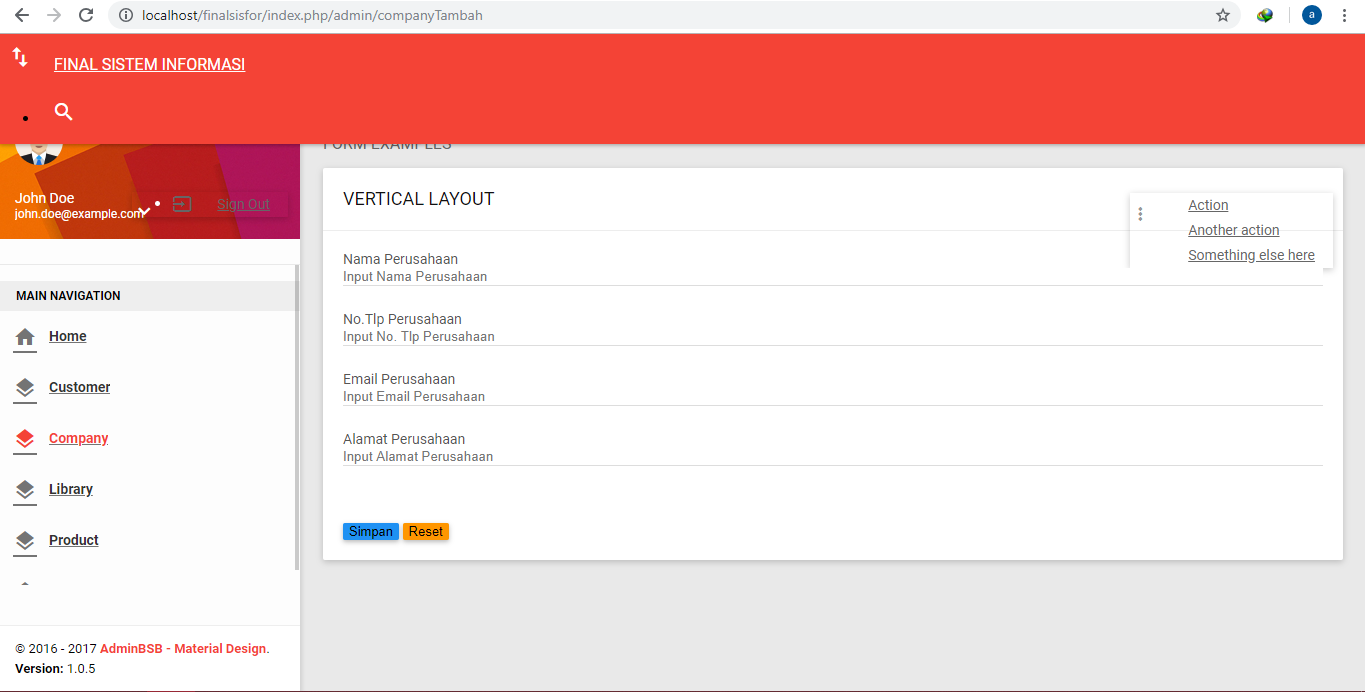 localhost/finalsisfor/index.php/admin/companyTambah
a
FINAL SISTEM INFORMASI
FORM EXAMPLES
John Doe
john.doe@example.com
Sign Out
MAIN NAVIGATION
Home
Customer
Company
Library
Product
© 2016 - 2017 AdminBSB - Material Design.
Version: 1.0.5
VERTICAL LAYOUT
Action
Another action
Something else here
Nama Perusahaan
Input Nama Perusahaan
No.Tlp Perusahaan
Input No. Tlp Perusahaan
Email Perusahaan
Input Email Perusahaan
Alamat Perusahaan
Input Alamat Perusahaan
Simpan Reset